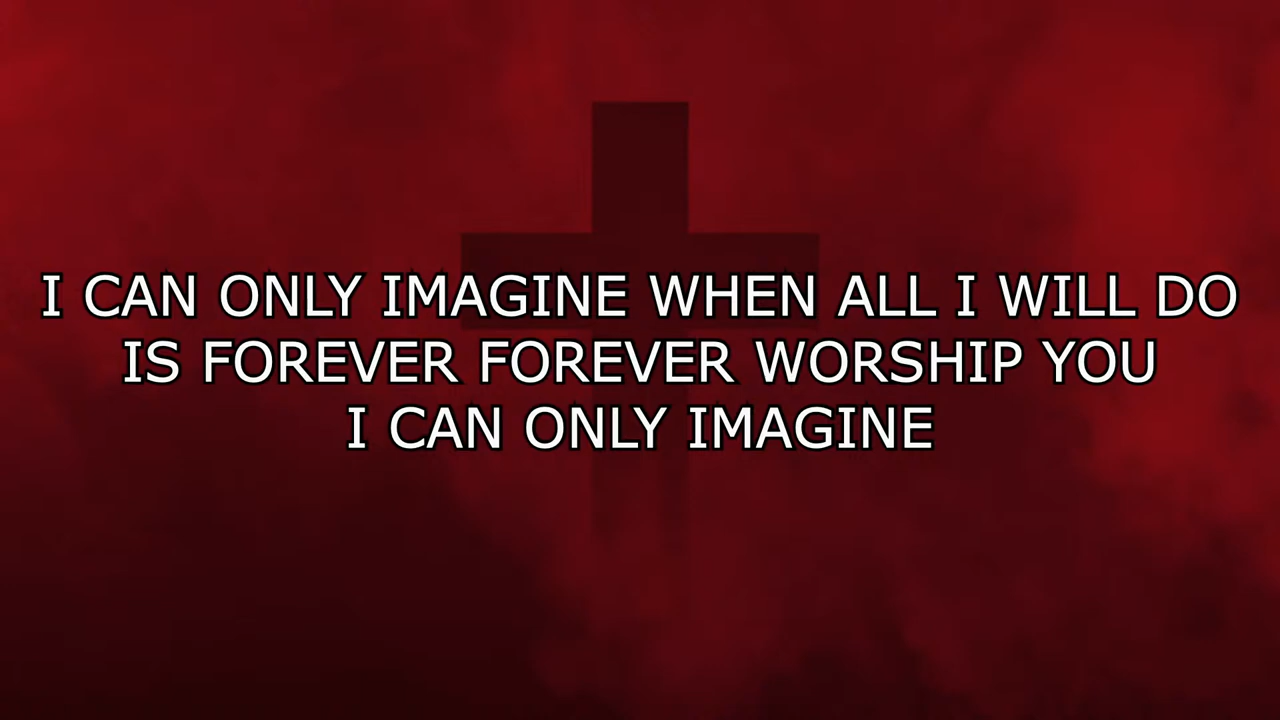 I CAN ONLY IMAGINE WHEN ALL I WILL DO
IS FOREVER FOREVER WORSHIP YOU
I CAN ONLY IMAGINE